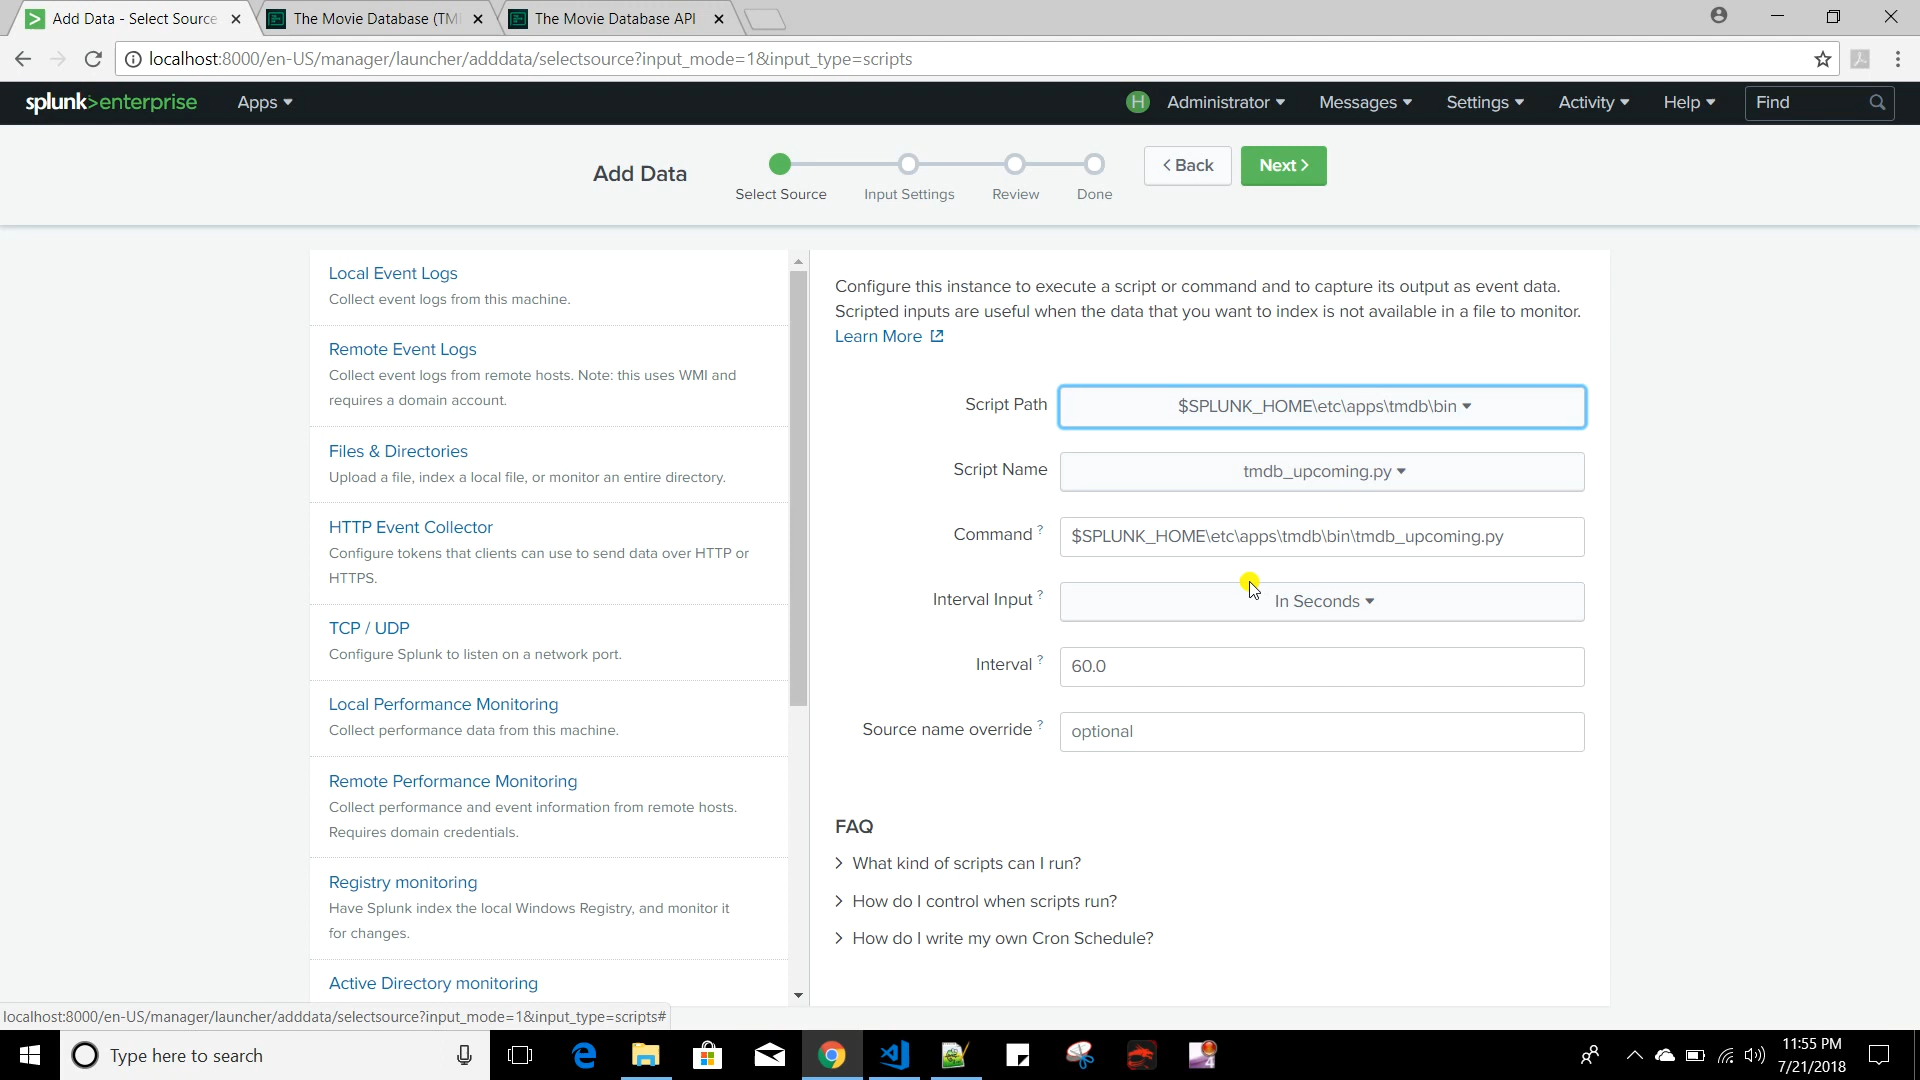 Add Data - Select Source
The Movie Database (TM
The Movie Database API
localhost:8000/en-US/manager/launcher/adddata/selectsource?input_mode=1&input_type=scripts
splunk>enterprise
Apps
H
Administrator
Messages
Settings
Activity
Help
Find
Add Data
Select Source
Input Settings
Review
Done
< Back
Next >
Local Event Logs
Collect event logs from this machine.
Remote Event Logs
Collect event logs from remote hosts. Note: this uses WMI and
requires a domain account.
Files & Directories
Upload a file, index a local file, or monitor an entire directory.
HTTP Event Collector
Configure tokens that clients can use to send data over HTTP or
HTTPS.
TCP / UDP
Configure Splunk to listen on a network port.
Local Performance Monitoring
Collect performance data from this machine.
Remote Performance Monitoring
Collect performance and event information from remote hosts.
Requires domain credentials.
Registry monitoring
Have Splunk index the local Windows Registry, and monitor it
for changes.
Active Directory monitoring
Configure this instance to execute a script or command and to capture its output as event data.
Scripted inputs are useful when the data that you want to index is not available in a file to monitor.
Learn More
Script Path
$SPLUNK_HOME\etc\apps\tmdb\bin
Script Name
tmdb_upcoming.py
Command ?
$SPLUNK_HOME\etc\apps\tmdb\bin\tmdb_upcoming.py
Interval Input ?
In Seconds
Interval ?
60.0
Source name override ?
optional
FAQ
> What kind of scripts can I run?
> How do I control when scripts run?
> How do I write my own Cron Schedule?
localhost:8000/en-US/manager/launcher/adddata/selectsource?input_mode=1&input_type=scripts#
Type here to search
11:55 PM
7/21/2018